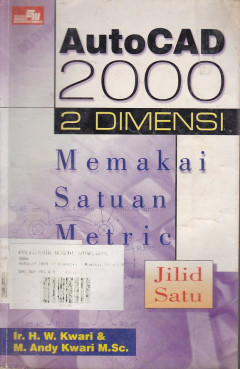 AutoCAD
2000
2 DIMENSI
Memakai
Satuan
Metric
Jilid
Satu
Ir. H. W. Kwari &
M. Andy Kwari M.Sc.